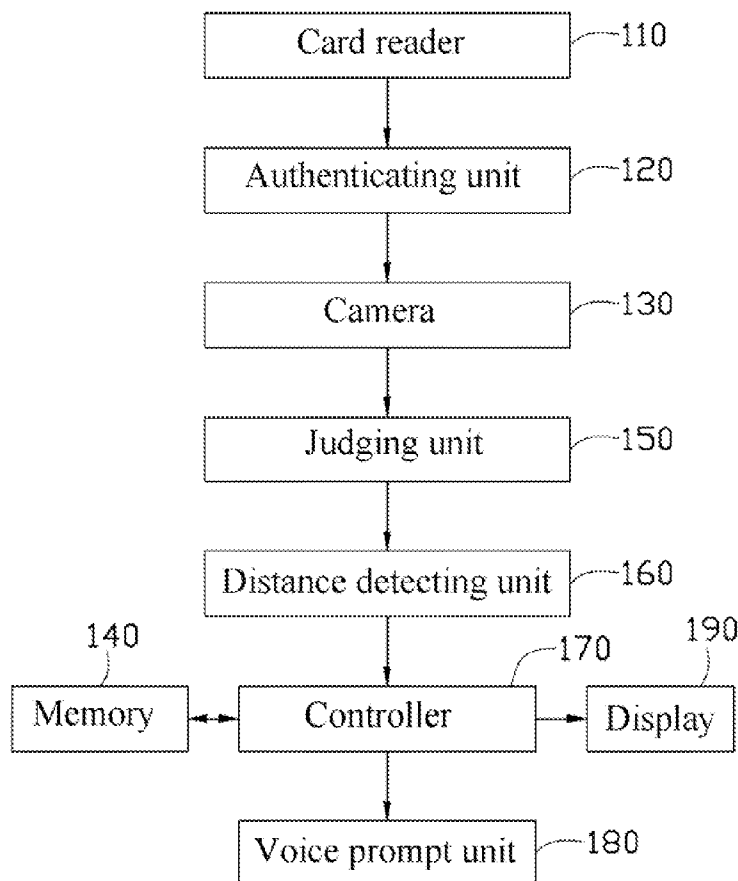 Card reader 110
Authenticating unit 120
Camera 130
Judging unit 150
Distance detecting unit 160
140 170 190
Memory Controller Display
Voice prompt unit 180